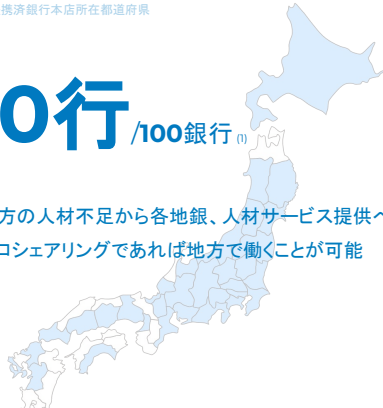 携済銀行本店所在都道府県
0行/100銀行(1)
方の人材不足から各地銀、人材サービス提供へ
ロシェアリングであれば地方で働くことが可能